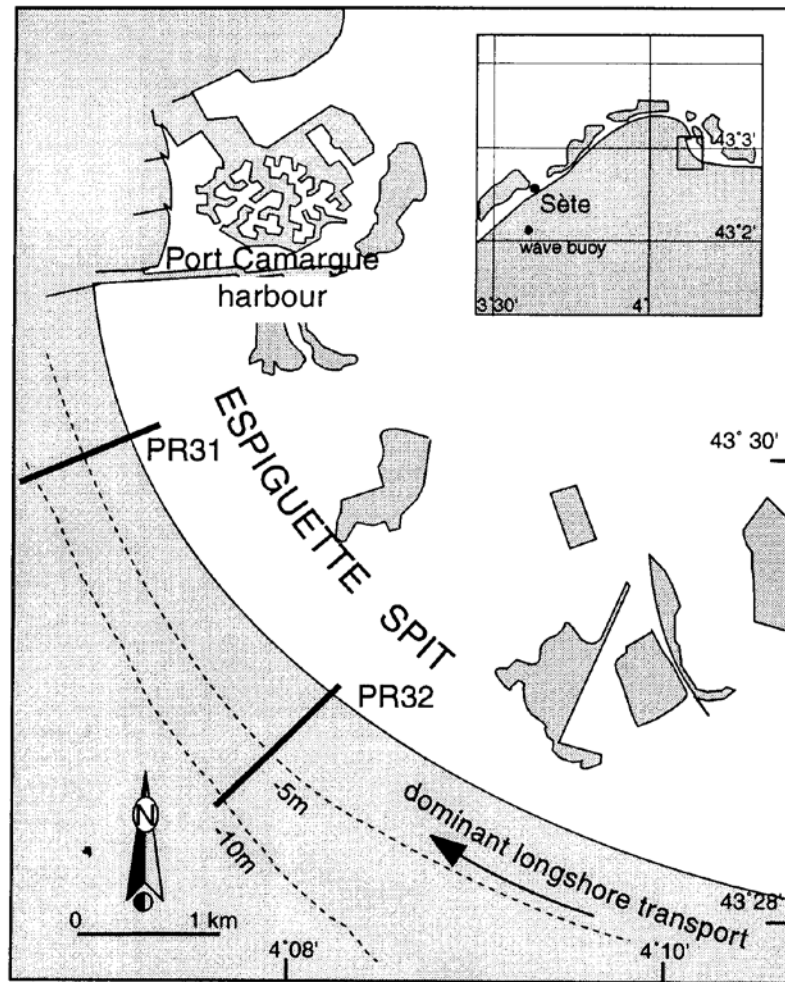 43°3'
Sète
43°2'
wave buoy
3°30'
4°
Port Camargue
harbour
43° 30'
PR31
ESPIGUETTE SPIT
PR32
-5m
-10m
dominant longshore transport
N
0 1 km
43° 28'
4°08'
4°10'